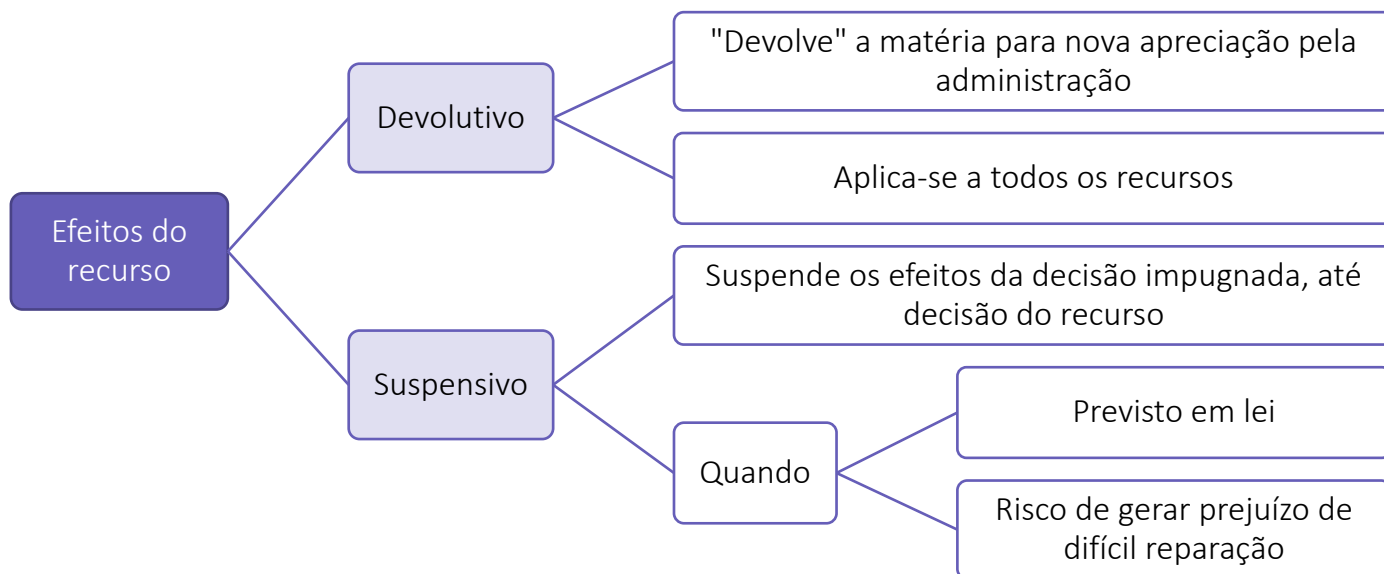 Efeitos do
recurso
Devolutivo
"Devolve" a matéria para nova apreciação pela
administração
Aplica-se a todos os recursos
Suspensivo
Suspende os efeitos da decisão impugnada, até
decisão do recurso
Quando
Previsto em lei
Risco de gerar prejuízo de
difícil reparação